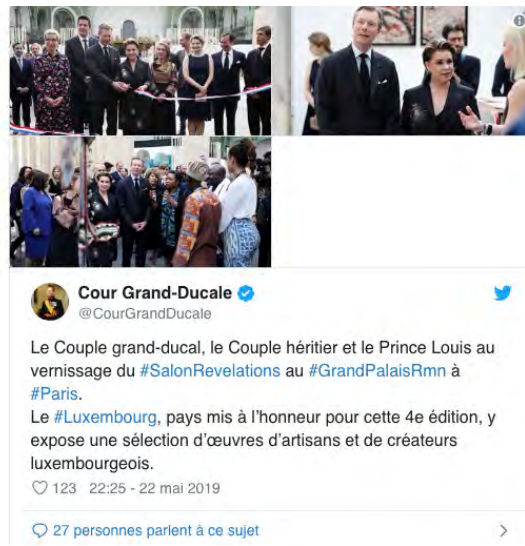 Cour Grand-Ducale
@CourGrandDucale
Le Couple grand-ducal, le Couple héritier et le Prince Louis au
vernissage du #SalonRevelations au #GrandPalaisRmn à
#Paris.
Le #Luxembourg, pays mis à l’honneur pour cette 4e édition, y
expose une sélection d’œuvres d’artisans et de créateurs
luxembourgeois.
123 22:25 - 22 mai 2019
27 personnes parlent à ce sujet